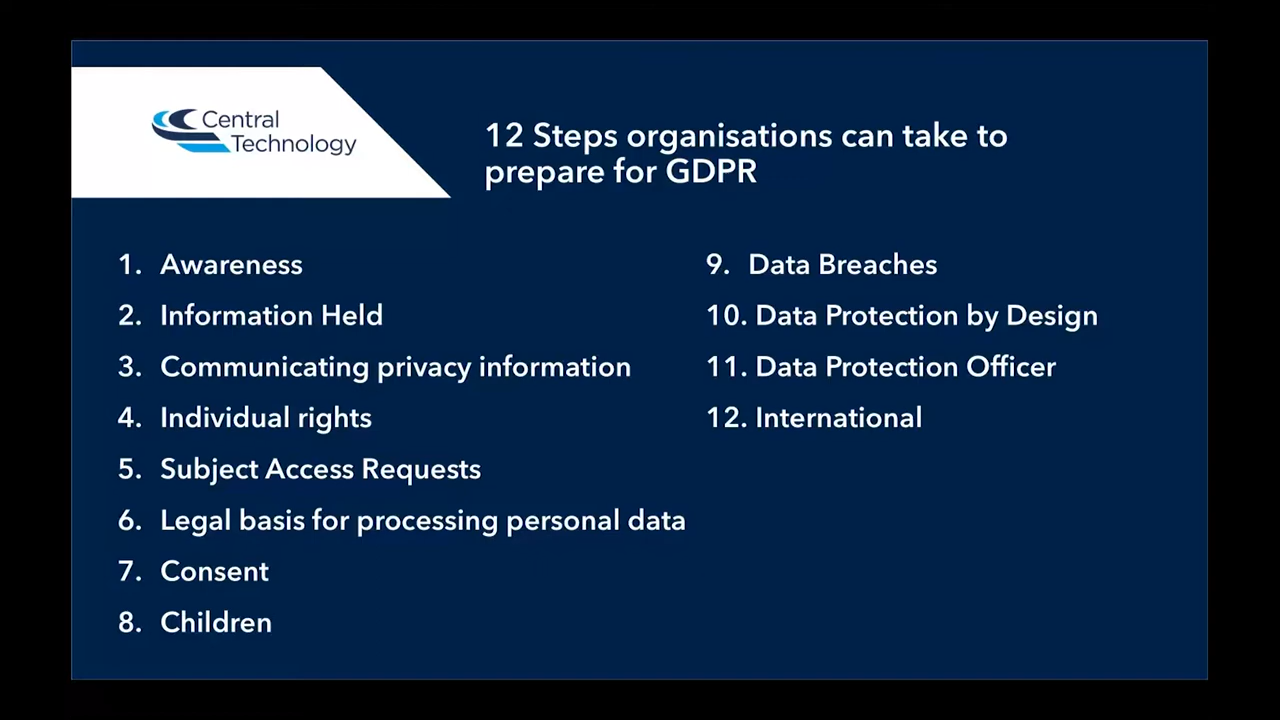 Central
Technology
12 Steps organisations can take to
prepare for GDPR
1. Awareness
2. Information Held
3. Communicating privacy information
4. Individual rights
5. Subject Access Requests
6. Legal basis for processing personal data
7. Consent
8. Children
9. Data Breaches
10. Data Protection by Design
11. Data Protection Officer
12. International